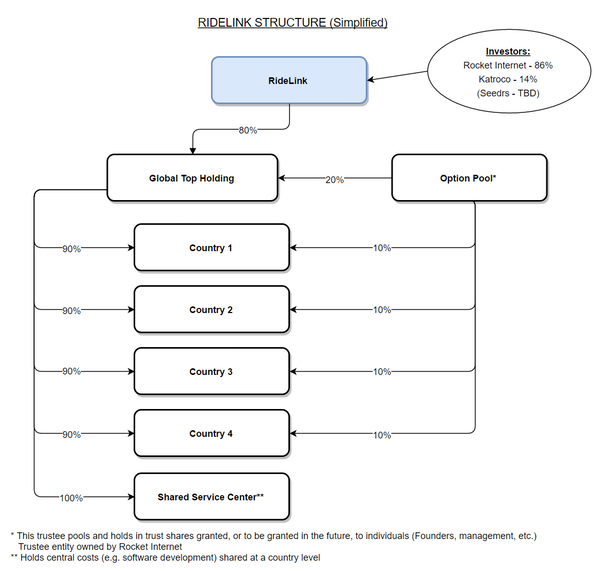 RIDELINK STRUCTURE (Simplified)
Investors:
Rocket Internet - 86%
Katroco - 14%
(Seedrs - TBD)
RideLink
80%
Global Top Holding
20%
Option Pool*
90%
Country 1
10%
90%
Country 2
10%
90%
Country 3
10%
90%
Country 4
10%
100%
Shared Service Center**
* This trustee pools and holds in trust shares granted, or to be granted in the future, to individuals (Founders, management, etc.)
Trustee entity owned by Rocket Internet
** Holds central costs (e.g. software development) shared at a country level